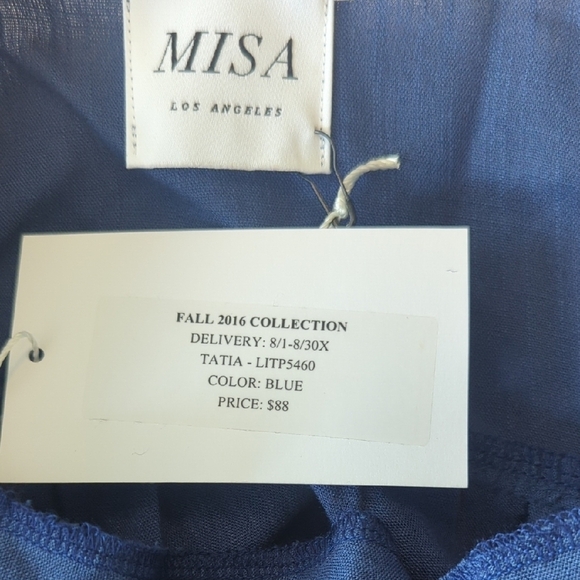 MISA
LOS ANGELES
FALL 2016 COLLECTION
DELIVERY: 8/1-8/30X
TATIA - LITP5460
COLOR: BLUE
PRICE: $88